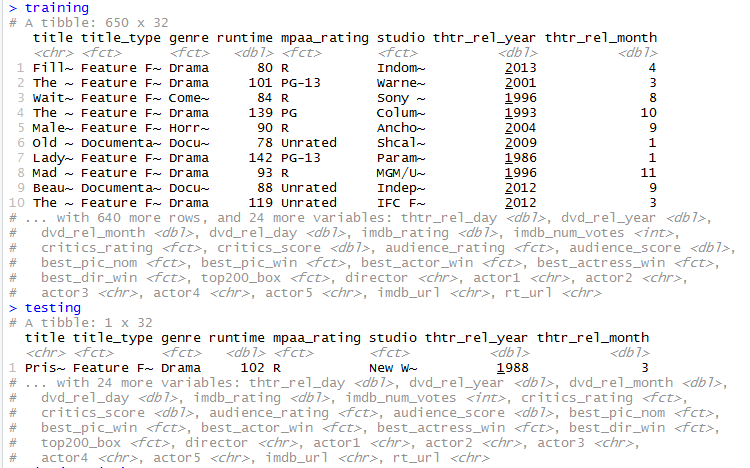 > training
# A tibble: 650 x 32
title title_type genre runtime mpaa_rating studio thtr_rel_year thtr_rel_month
<chr> <fct> <fct> <dbl> <fct> <fct> <dbl> <dbl>
1 Fill~ Feature F~ Drama 80 R Indom~ 2013 4
2 The ~ Feature F~ Drama 101 PG-13 Warne~ 2001 3
3 Wait~ Feature F~ Come~ 84 R Sony ~ 1996 8
4 The ~ Feature F~ Drama 139 PG Colum~ 1993 10
5 Male~ Feature F~ Horr~ 90 R Ancho~ 2004 9
6 Old ~ Documenta~ Docu~ 78 Unrated Shcal~ 2009 1
7 Lady~ Feature F~ Drama 142 PG-13 Param~ 1986 1
8 Mad ~ Feature F~ Drama 93 R MGM/U~ 1996 11
9 Beau~ Documenta~ Docu~ 88 Unrated Indep~ 2012 9
10 The ~ Feature F~ Drama 119 Unrated IFC F~ 2012 3
# ... with 640 more rows, and 24 more variables: thtr_rel_day <dbl>, dvd_rel_year <dbl>,
# dvd_rel_month <dbl>, dvd_rel_day <dbl>, imdb_rating <dbl>, imdb_num_votes <int>,
# critics_rating <fct>, critics_score <dbl>, audience_rating <fct>, audience_score <dbl>,
# best_pic_nom <fct>, best_pic_win <fct>, best_actor_win <fct>, best_actress_win <fct>,
# best_dir_win <fct>, top200_box <fct>, director <chr>, actor1 <chr>, actor2 <chr>,
# actor3 <chr>, actor4 <chr>, actor5 <chr>, imdb_url <chr>, rt_url <chr>
> testing
# A tibble: 1 x 32
title title_type genre runtime mpaa_rating studio thtr_rel_year thtr_rel_month
<chr> <fct> <fct> <dbl> <fct> <fct> <dbl> <dbl>
1 Pris~ Feature F~ Drama 102 R New W~ 1988 3
# ... with 24 more variables: thtr_rel_day <dbl>, dvd_rel_year <dbl>, dvd_rel_month <dbl>,
# dvd_rel_day <dbl>, imdb_rating <dbl>, imdb_num_votes <int>, critics_rating <fct>,
# critics_score <dbl>, audience_rating <fct>, audience_score <dbl>, best_pic_nom <fct>,
# best_pic_win <fct>, best_actor_win <fct>, best_actress_win <fct>, best_dir_win <fct>,
# top200_box <fct>, director <chr>, actor1 <chr>, actor2 <chr>, actor3 <chr>,
# actor4 <chr>, actor5 <chr>, imdb_url <chr>, rt_url <chr>